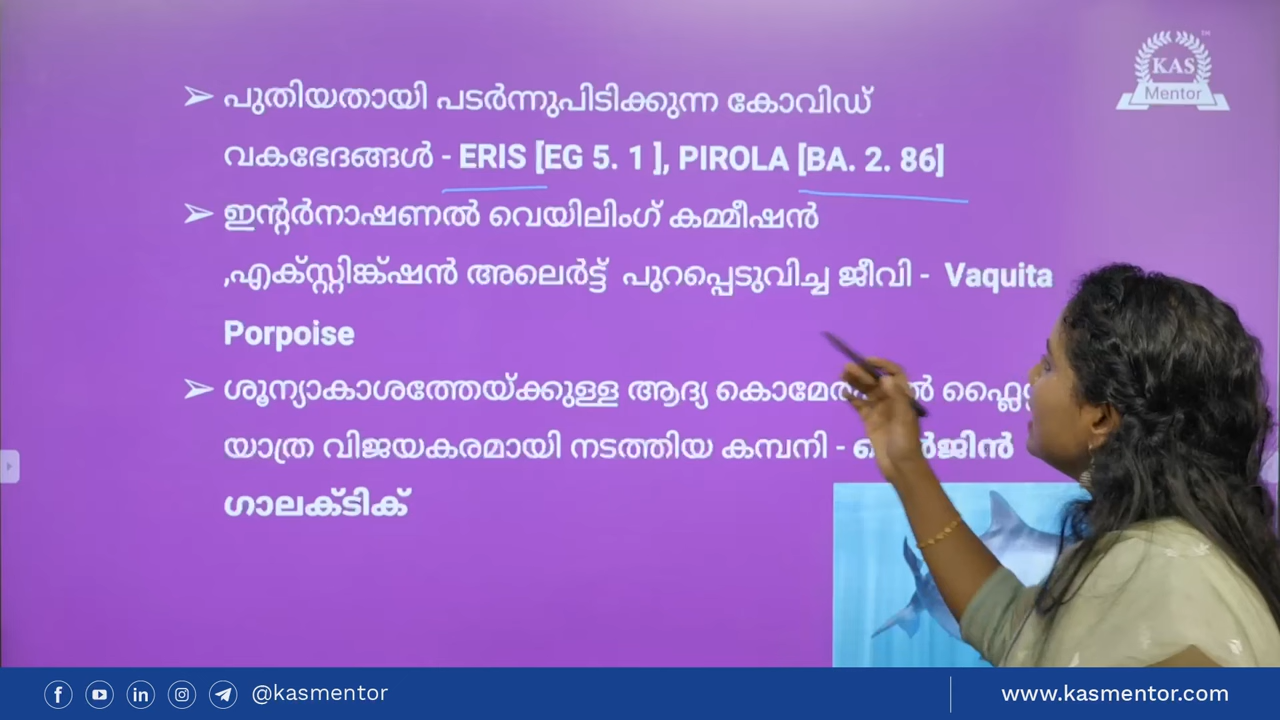 KAS
Mentor
➢ പുതിയതായി പടർന്നുപിടിക്കുന്ന കോവിഡ്
വകഭേദങ്ങൾ - ERIS [EG 5. 1 ], PIROLA [BA. 2. 86]
➢ ഇന്റർനാഷണൽ വെയിലിംഗ് കമ്മീഷൻ
,എക്സ്റ്റിങ്ക്ഷൻ അലെർട്ട് പുറപ്പെടുവിച്ച ജീവി - Vaquita
Porpoise
➢ ശൂന്യാകാശത്തേയ്ക്കുള്ള ആദ്യ
യാത്ര വിജയകരമായി നടത്തിയ കമ്പനി -
ഗാലക്ടിക്
@kasmentor
www.kasmentor.com